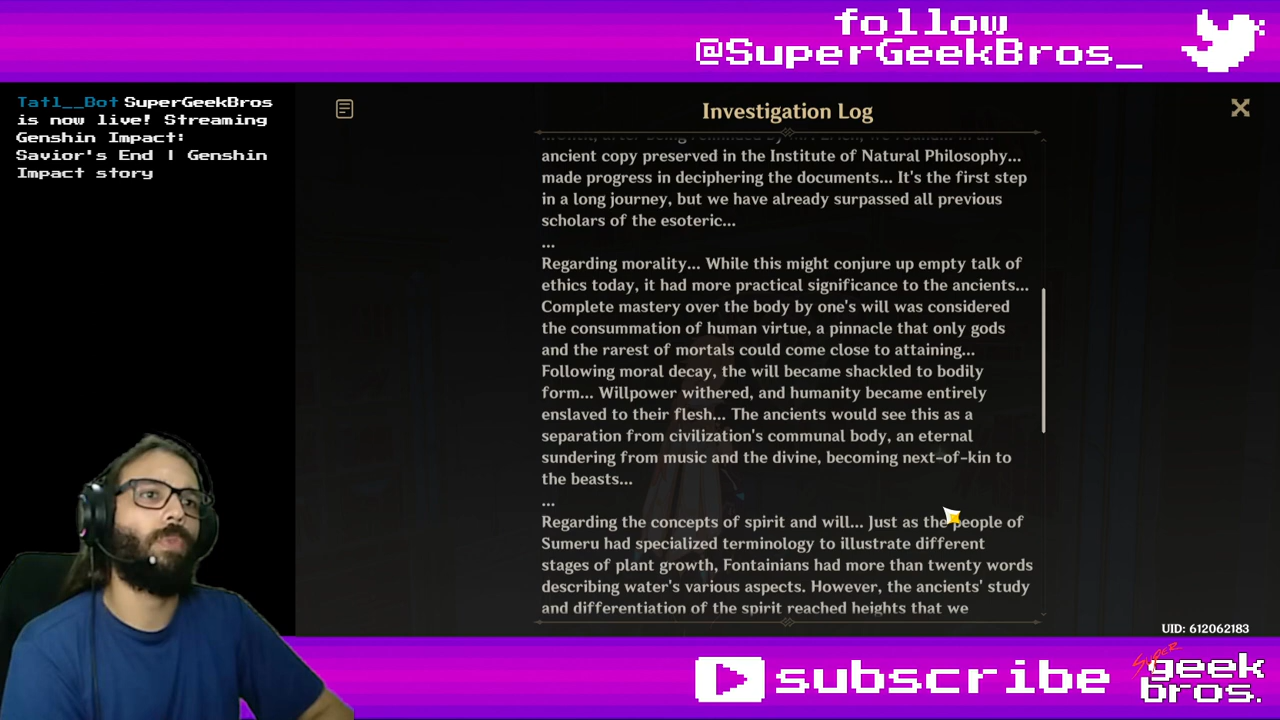 follow
@SuperGeekBros_
Tatl__Bot SuperGeekBros
is now live! Streaming
Genshin Impact:
Savior's End | Genshin
Impact story
Investigation Log
ancient copy preserved in the Institute of Natural Philosophy...
made progress in deciphering the documents... It's the first step
in a long journey, but we have already surpassed all previous
scholars of the esoteric...
...
Regarding morality... While this might conjure up empty talk of
ethics today, it had more practical significance to the ancients...
Complete mastery over the body by one's will was considered
the consummation of human virtue, a pinnacle that only gods
and the rarest of mortals could come close to attaining...
Following moral decay, the will became shackled to bodily
form... Willpower withered, and humanity became entirely
enslaved to their flesh... The ancients would see this as a
separation from civilization's communal body, an eternal
sundering from music and the divine, becoming next-of-kin to
the beasts...
...
Regarding the concepts of spirit and will... Just as the people of
Sumeru had specialized terminology to illustrate different
stages of plant growth, Fontainians had more than twenty words
describing water's various aspects. However, the ancients' study
and differentiation of the spirit reached heights that we
UID: 612062183
subscribe
super
geek
bros.